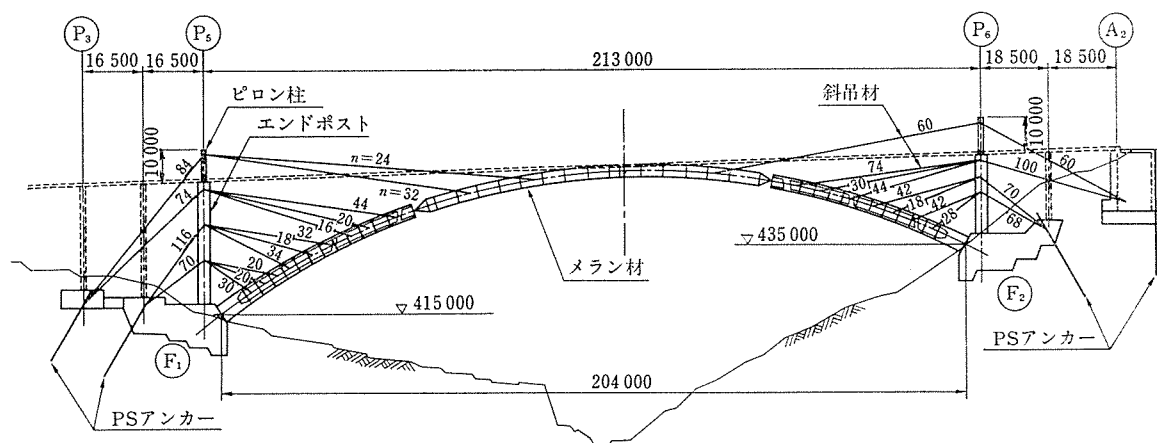 P₃
P₅
P₆
A₂
16 500
16 500
213 000
18 500
18 500
ピロン柱
エンドポスト
斜吊材
10 000
10 000
84
n=24
60
74
n=32
44
20
16
116
32
18
34
70
20
20
30
74
30
44
42
18
42
28
100
60
70
68
メラン材
▽ 435 000
▽ 415 000
F₁
F₂
204 000
PSアンカー
PSアンカー